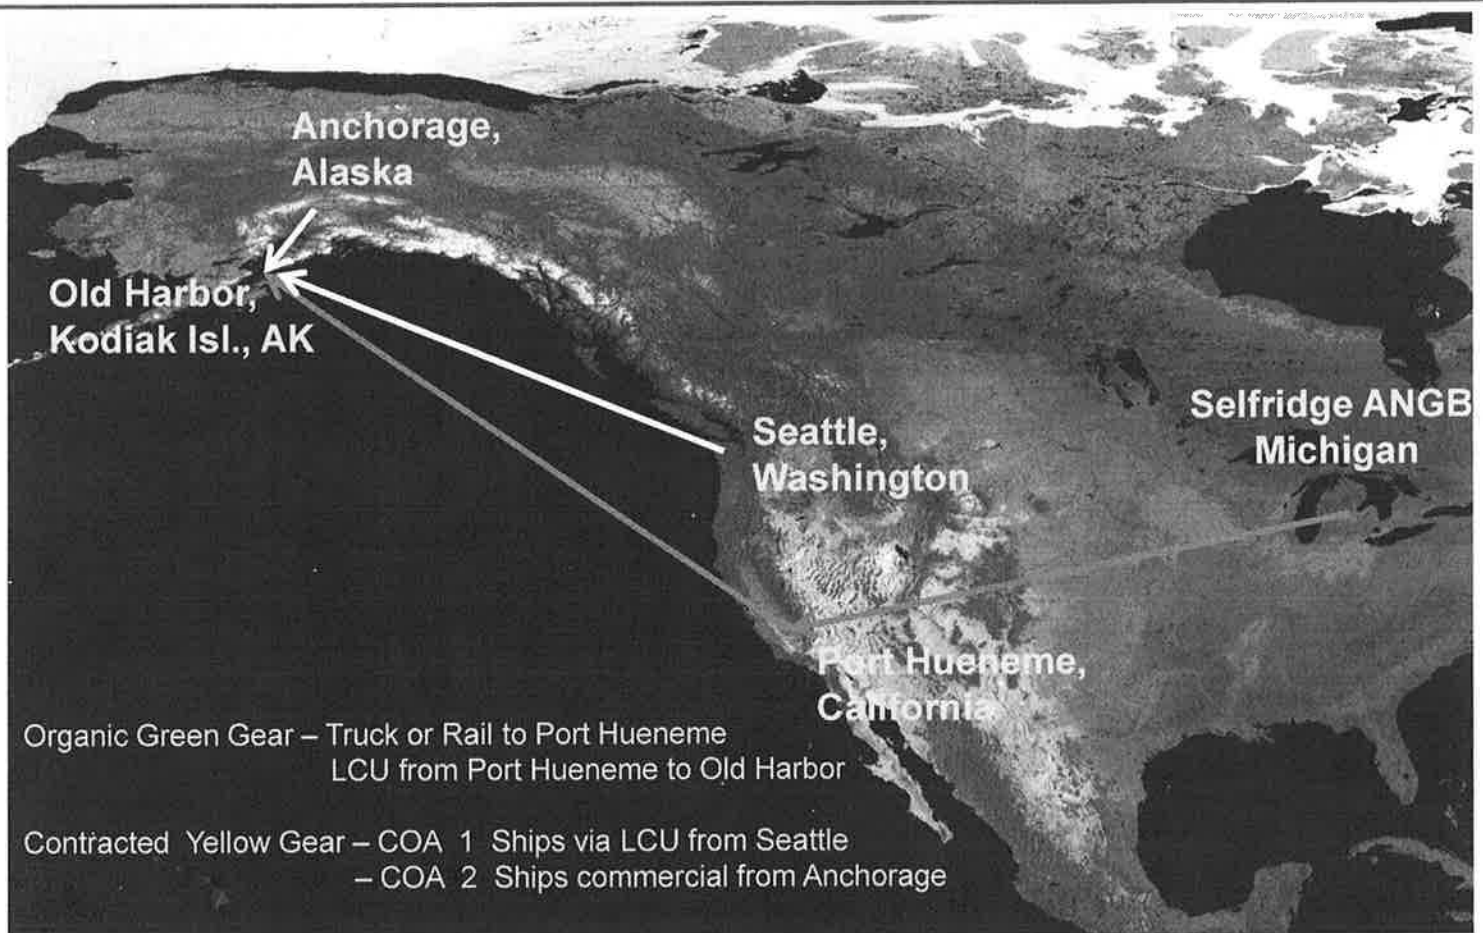 Anchorage,
Alaska
Old Harbor,
Kodiak Isl., AK
Selfridge ANGB
Michigan
Seattle,
Washington
Port Hueneme,
California
Organic Green Gear – Truck or Rail to Port Hueneme
LCU from Port Hueneme to Old Harbor
Contracted Yellow Gear – COA 1 Ships via LCU from Seattle
– COA 2 Ships commercial from Anchorage